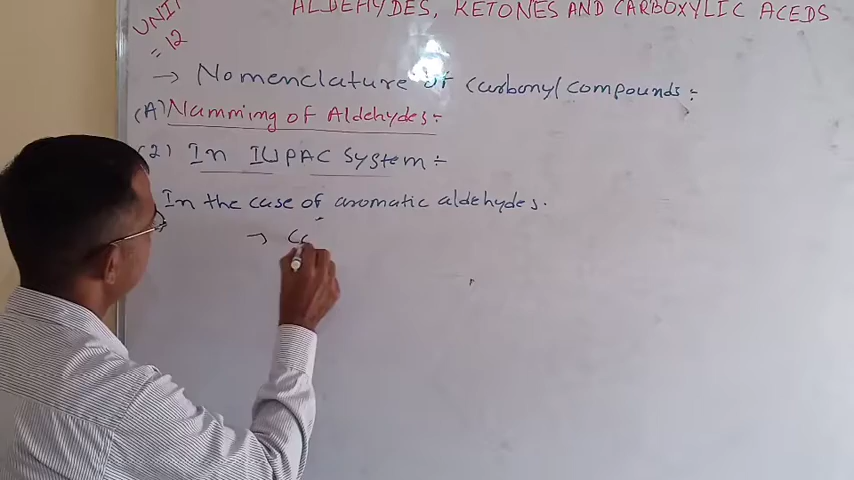 ALDEHYDES, KETONES AND CARBOXYLIC ACEDS
UNIT
= 12
→ Nomenclature of carbonyl compounds:
(A) Namming of Aldehydes:-
(2) In IUPAC System:-
In the case of aromatic aldehydes.
→